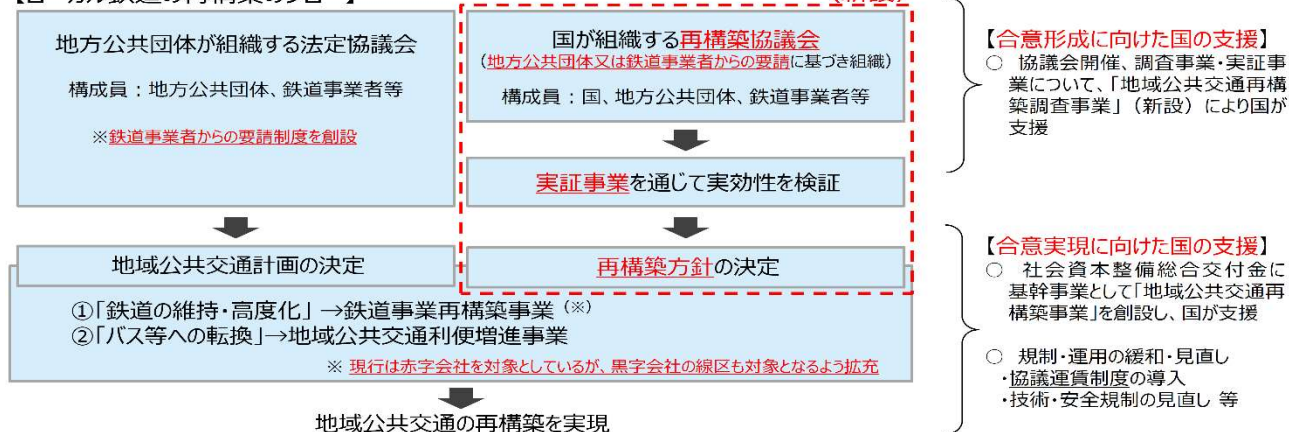 地方公共団体が組織する法定協議会
構成員：地方公共団体、鉄道事業者等
※鉄道事業者からの要請制度を創設
国が組織する再構築協議会
（地方公共団体又は鉄道事業者からの要請に基づき組織）
構成員：国、地方公共団体、鉄道事業者等
実証事業を通じて実効性を検証
地域公共交通計画の決定
再構築方針の決定
①「鉄道の維持・高度化」→鉄道事業再構築事業（※）
②「バス等への転換」→地域公共交通利便増進事業
※ 現行は赤字会社を対象としているが、黒字会社の線区も対象となるよう拡充
地域公共交通の再構築を実現
【合意形成に向けた国の支援】
○ 協議会開催、調査事業・実証事
業について、「地域公共交通再構
築調査事業」（新設）により国が
支援
【合意実現に向けた国の支援】
○ 社会資本整備総合交付金に
基幹事業として「地域公共交通再
構築事業」を創設し、国が支援
○ 規制・運用の緩和・見直し
・協議運賃制度の導入
・技術・安全規制の見直し 等